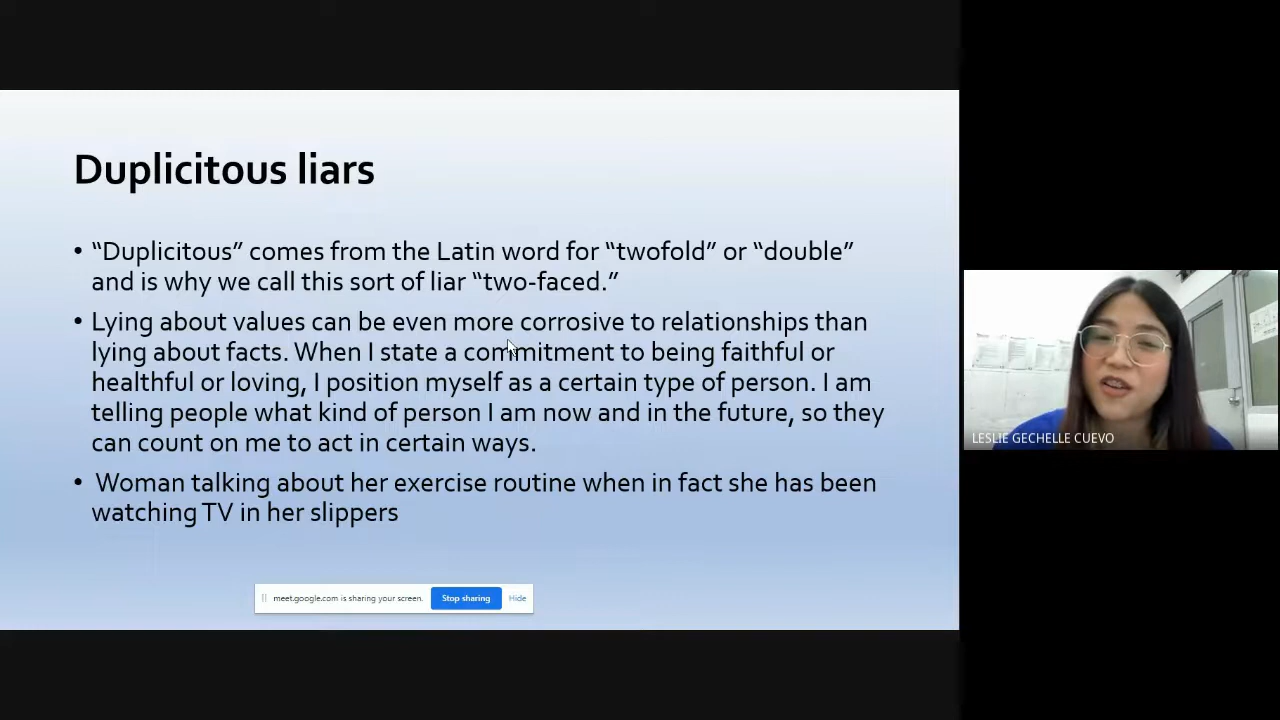 Duplicitous liars
• “Duplicitous” comes from the Latin word for “twofold” or “double”
and is why we call this sort of liar “two-faced.”
• Lying about values can be even more corrosive to relationships than
lying about facts. When I state a commitment to being faithful or
healthful or loving, I position myself as a certain type of person. I am
telling people what kind of person I am now and in the future, so they
can count on me to act in certain ways.
• Woman talking about her exercise routine when in fact she has been
watching TV in her slippers
meet.google.com is sharing your screen. Stop sharing Hide
LESLIE GECHELLE CUEVO